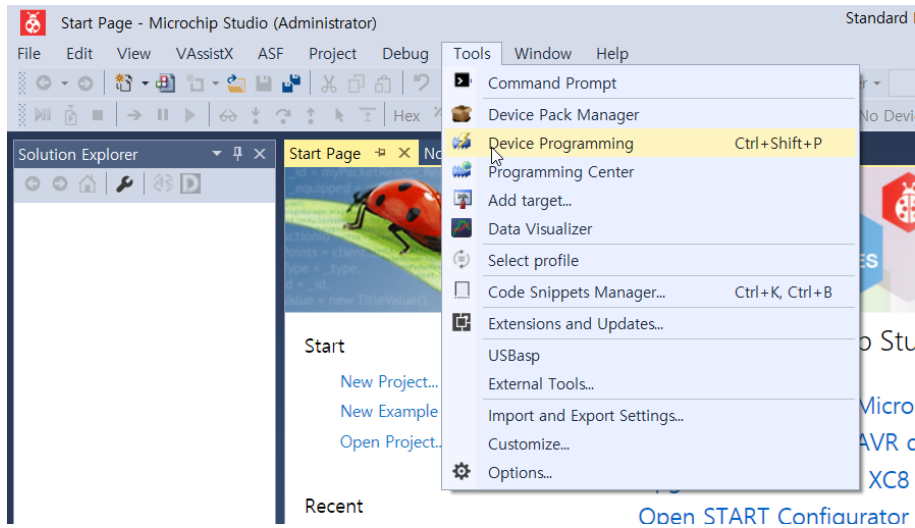 Start Page - Microchip Studio (Administrator)
Standard
File Edit View VAssistX ASF Project Debug Tools Window Help
Hex
No Devi
Solution Explorer
Start Page
Command Prompt
Device Pack Manager
Device Programming Ctrl+Shift+P
Programming Center
Add target...
Data Visualizer
Select profile
Code Snippets Manager... Ctrl+K, Ctrl+B
Extensions and Updates...
USBasp
External Tools...
Import and Export Settings...
Customize...
Options...
ES
Start
New Project...
New Example
Open Project...
Recent
Stu
Micro
AVR
XC8
Open START Configurator